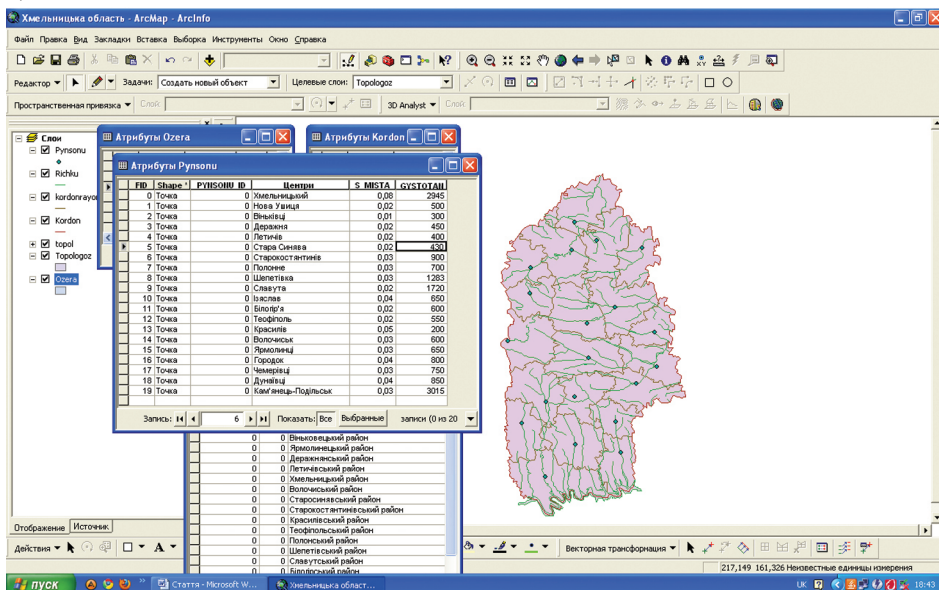 Хмельницька область - ArcMap - ArcInfo
Файл Правка Вид Закладки Вставка Выборка Инструменты Окно Справка
Редактор Задачи: Создать новый объект Целевые слои: Topologoz
Пространственная привязка Слой: 3D Analyst Слой:
Слои
Pynsonu
Richku
kordonrayo
Kordon
topol
Topologoz
Ozera
Атрибуты Ozera
Атрибуты Kordon
Атрибуты Pynsonu
FID Shape * PYNSONU_ID Центри S_MISTA GYSTOTAN
0 Точка 0 Хмельницький 0,08 2945
1 Точка 0 Нова Ушиця 0,02 500
2 Точка 0 Віньківці 0,01 300
3 Точка 0 Деражня 0,02 450
4 Точка 0 Летичів 0,02 400
5 Точка 0 Стара Синява 0,02 430
6 Точка 0 Старокостянтинів 0,03 900
7 Точка 0 Полонне 0,03 700
8 Точка 0 Шепетівка 0,03 1283
9 Точка 0 Славута 0,02 1720
10 Точка 0 Ізяслав 0,04 650
11 Точка 0 Білогір'я 0,02 600
12 Точка 0 Теофіполь 0,02 550
13 Точка 0 Красилів 0,05 200
14 Точка 0 Волочиськ 0,03 600
15 Точка 0 Ярмолинці 0,03 650
16 Точка 0 Городок 0,04 800
17 Точка 0 Чемерівці 0,03 750
18 Точка 0 Дунаївці 0,04 850
19 Точка 0 Кам'янець-Подільськ 0,03 3015
Запись: 6 Показать: Все Выбранные записи (0 из 20
0 0 Віньковецький район
0 0 Ярмолинецький район
0 0 Деражнянський район
0 0 Летичівський район
0 0 Хмельницький район
0 0 Волочиський район
0 0 Старосинявський район
0 0 Старокостянтинівський район
0 0 Красилівський район
0 0 Теофіпольський район
0 0 Полонський район
0 0 Шепетівський район
0 0 Славутський район
0 0 Білогірський район
Отображение Источник
Действия A Векторная трансформация
217,149 161,326 Неизвестные единицы измерения
пуск Стаття - Microsoft W... Хмельницька област... UK 18:43